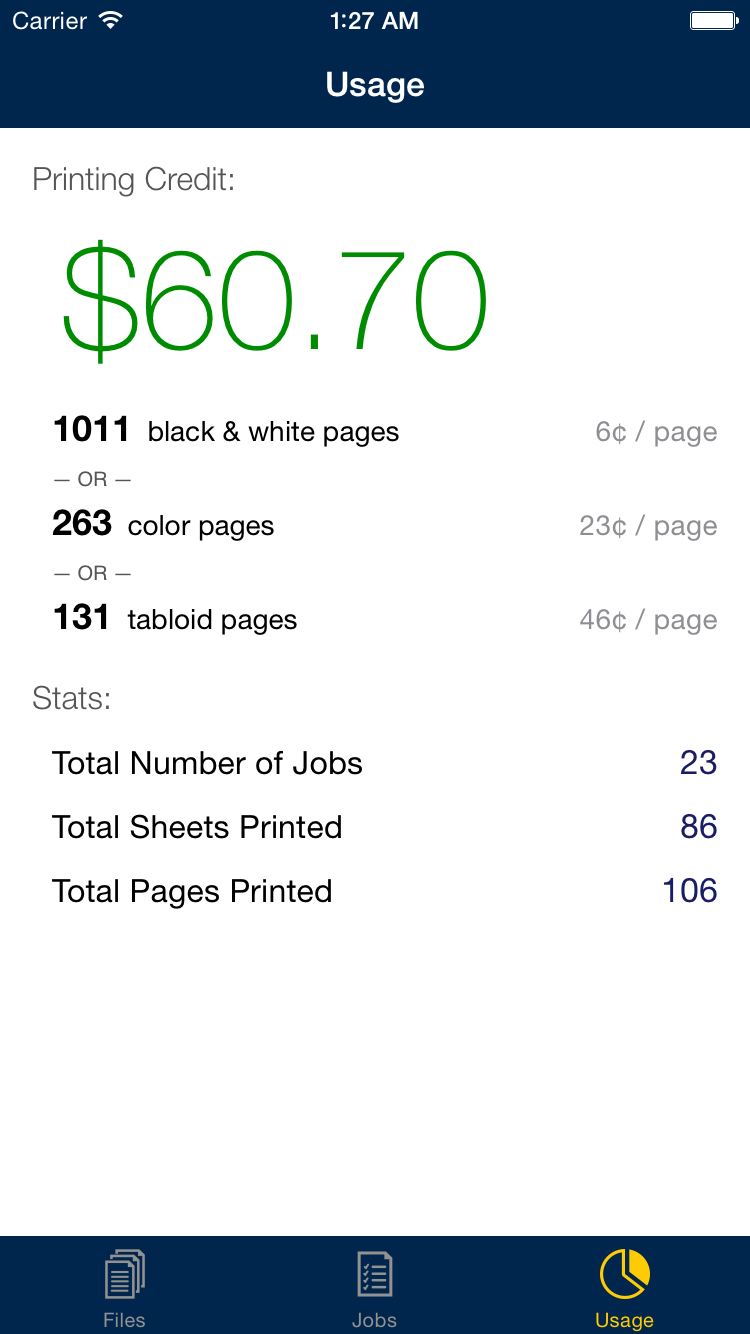 Carrier 1:27 AM
Usage
Printing Credit:
$60.70
1011 black & white pages 6¢ / page
— OR —
263 color pages 23¢ / page
— OR —
131 tabloid pages 46¢ / page
Stats:
Total Number of Jobs 23
Total Sheets Printed 86
Total Pages Printed 106
Files Jobs Usage